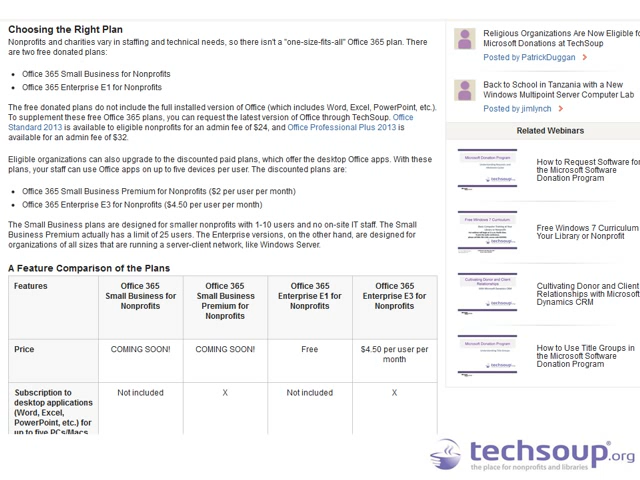 Choosing the Right Plan
Nonprofits and charities vary in staffing and technical needs, so there isn't a "one-size-fits-all" Office 365 plan. There
are two free donated plans:
Office 365 Small Business for Nonprofits
Office 365 Enterprise E1 for Nonprofits
The free donated plans do not include the full installed version of Office (which includes Word, Excel, PowerPoint, etc.).
To supplement these free Office 365 plans, you can request the latest version of Office through TechSoup. Office
Standard 2013 is available to eligible nonprofits for an admin fee of $24, and Office Professional Plus 2013 is
available for an admin fee of $32.
Eligible organizations can also upgrade to the discounted paid plans, which offer the desktop Office apps. With these
plans, your staff can use Office apps on up to five devices per user. The discounted plans are:
Office 365 Small Business Premium for Nonprofits ($2 per user per month)
Office 365 Enterprise E3 for Nonprofits ($4.50 per user per month)
The Small Business plans are designed for smaller nonprofits with 1-10 users and no on-site IT staff. The Small
Business Premium actually has a limit of 25 users. The Enterprise versions, on the other hand, are designed for
organizations of all sizes that are running a server-client network, like Windows Server.
A Feature Comparison of the Plans
Features
Office 365
Small Business for
Nonprofits
Office 365
Small Business
Premium for
Nonprofits
Office 365
Enterprise E1 for
Nonprofits
Office 365
Enterprise E3 for
Nonprofits
Price
COMING SOON!
COMING SOON!
Free
$4.50 per user per
month
Subscription to
desktop applications
(Word, Excel,
PowerPoint, etc.) for
up to five PCs/Macs
Not included
X
Not included
X
Religious Organizations Are Now Eligible fo
Microsoft Donations at TechSoup
Posted by PatrickDuggan
Back to School in Tanzania with a New
Windows Multipoint Server Computer Lab
Posted by jimlynch
Related Webinars
Microsoft Donation Program
How to Request Software for
the Microsoft Software
Donation Program
Free Windows 7 Curriculum
Free Windows 7 Curriculum
Your Library or Nonprofit
Cultivating Donor and Client
Relationships
Cultivating Donor and Client
Relationships with Microsoft
Dynamics CRM
Microsoft Donation Program
How to Use Title Groups in
the Microsoft Software
Donation Program
techsoup.org
the place for nonprofits and libraries